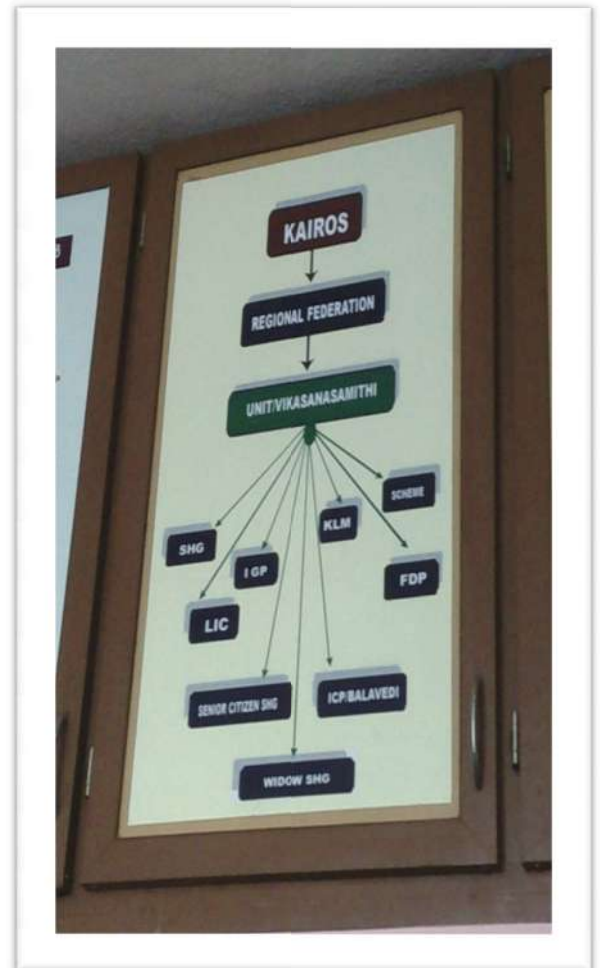 KAIROS
REGIONAL FEDERATION
UNIT/VIKASANASAMITHI
SCHEME
SHG
KLM
I GP
FDP
LIC
SENIOR CITIZEN SHG
ICP/BALAVEDI
WIDOW SHG